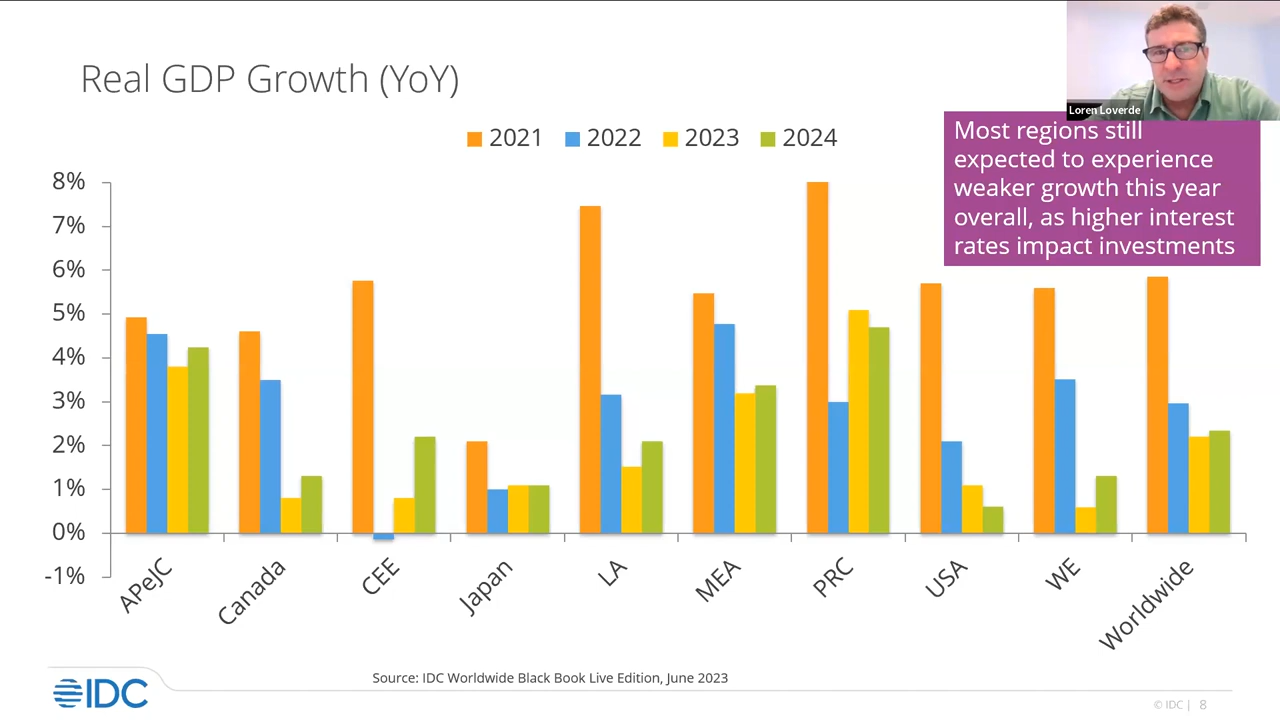 Real GDP Growth (YoY)
Loren Loverde
2021 2022 2023 2024
Most regions still
expected to experience
weaker growth this year
overall, as higher interest
rates impact investments
8%
7%
6%
5%
4%
3%
2%
1%
0%
-1%
APeJC
Canada
CEE
Japan
LA
MEA
PRC
USA
WE
Worldwide
Source: IDC Worldwide Black Book Live Edition, June 2023
IDC
© IDC | 8